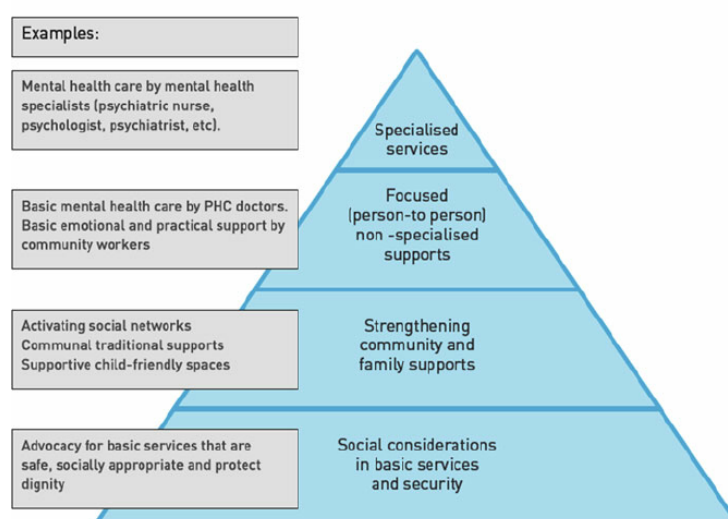 Examples:
Mental health care by mental health
specialists (psychiatric nurse,
psychologist, psychiatrist, etc).
Specialised
services
Basic mental health care by PHC doctors.
Basic emotional and practical support by
community workers
Focused
(person-to person)
non -specialised
supports
Activating social networks
Communal traditional supports
Supportive child-friendly spaces
Strengthening
community and
family supports
Advocacy for basic services that are
safe, socially appropriate and protect
dignity
Social considerations
in basic services
and security